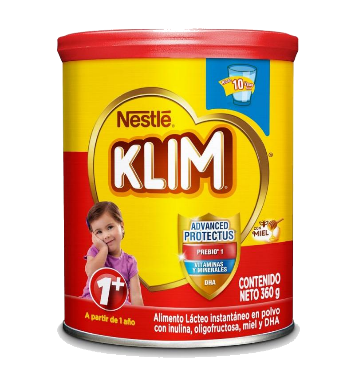 10
Nestlé®
KLIM®
ADVANCED
PROTECTUS®
PREBIO® 1
VITAMINAS
Y MINERALES
DHA
CON
MIEL
1+
A partir de 1 año
CONTENIDO
NETO 360 g
Alimento Lácteo instantáneo en polvo
con inulina, oligofructosa, miel y DHA